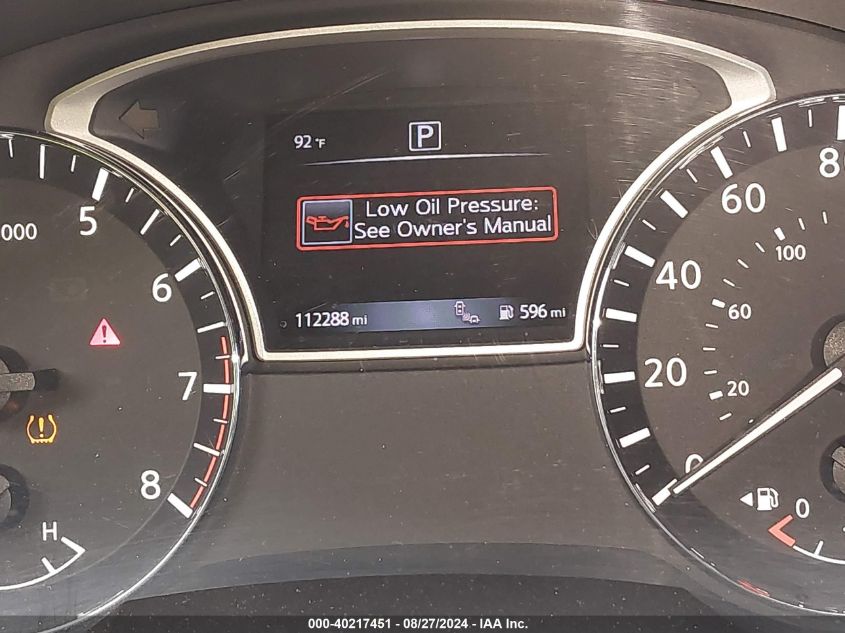 92 °F
P
Low Oil Pressure:
See Owner's Manual
112288 mi
596 mi
000
5
6
7
8
H
0
20
40
60
80
20
60
100
0
000-40217451 - 08/27/2024 - IAA Inc.